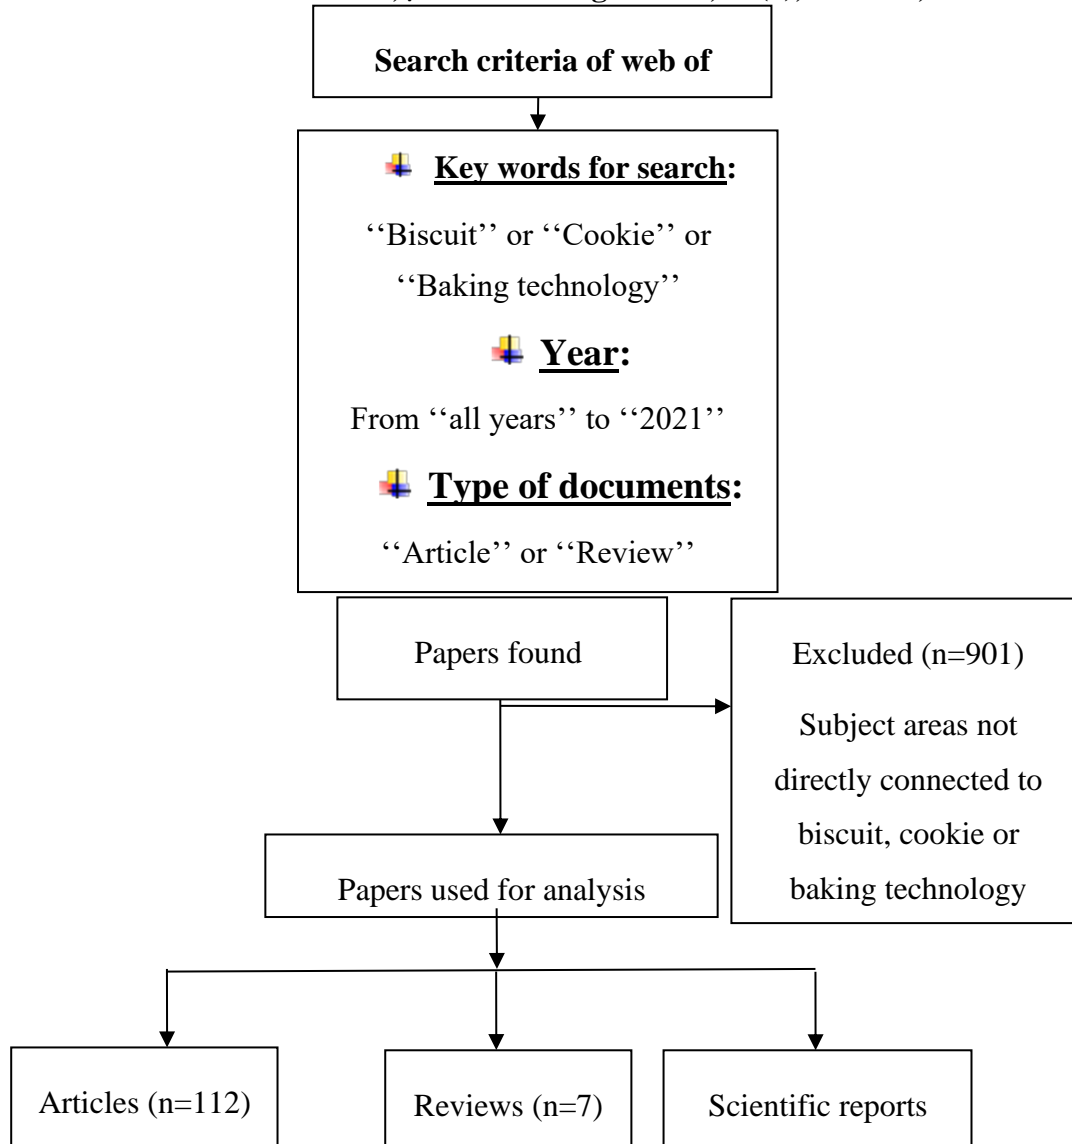 Search criteria of web of
Key words for search:
‘‘Biscuit’’ or ‘‘Cookie’’ or
‘‘Baking technology’’
Year:
From ‘‘all years’’ to ‘‘2021’’
Type of documents:
‘‘Article’’ or ‘‘Review’’
Papers found
Excluded (n=901)
Subject areas not
directly connected to
biscuit, cookie or
baking technology
Papers used for analysis
Articles (n=112)
Reviews (n=7)
Scientific reports